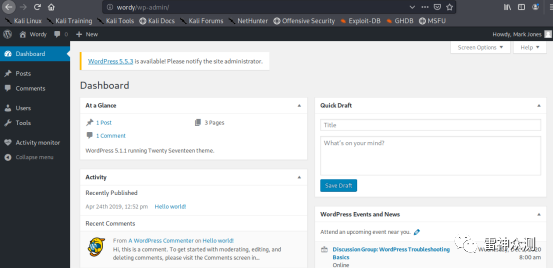 wordy/wp-admin/
Kali Linux Kali Training Kali Tools Kali Docs Kali Forums NetHunter Offensive Security Exploit-DB GHDB MSFU
Wordy 0 + New Howdy, Mark Jones
Screen Options Help
Dashboard
Posts
Comments
Users
Tools
Activity monitor
Collapse menu
WordPress 5.5.3 is available! Please notify the site administrator.
Dashboard
At a Glance
1 Post 3 Pages
1 Comment
WordPress 5.1.1 running Twenty Seventeen theme.
Activity
Recently Published
Apr 24th 2019, 12:52 pm Hello world!
Recent Comments
From A WordPress Commenter on Hello world!
Hi, this is a comment. To get started with moderating, editing, and
deleting comments, please visit the Comments screen in...
Quick Draft
Title
What's on your mind?
Save Draft
WordPress Events and News
Attend an upcoming event near you.
Discussion Group: WordPress Troubleshooting
Basics
Online
8:00 am
雷神众测